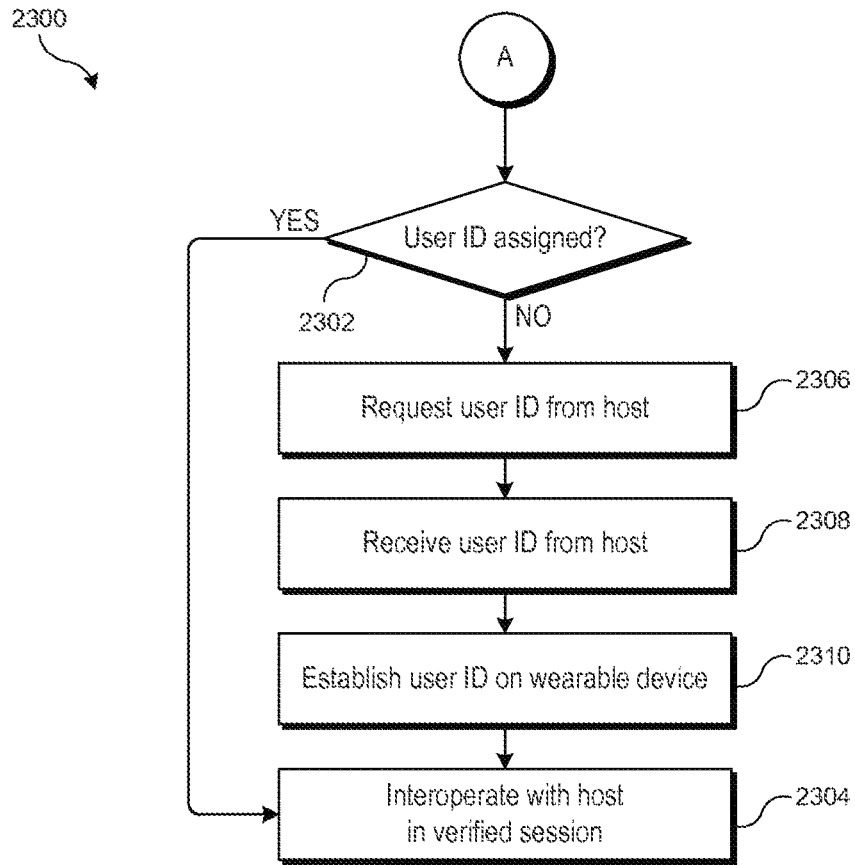 2300
A
YES
User ID assigned?
2302
NO
Request user ID from host
2306
Receive user ID from host
2308
Establish user ID on wearable device
2310
Interoperate with host
in verified session
2304